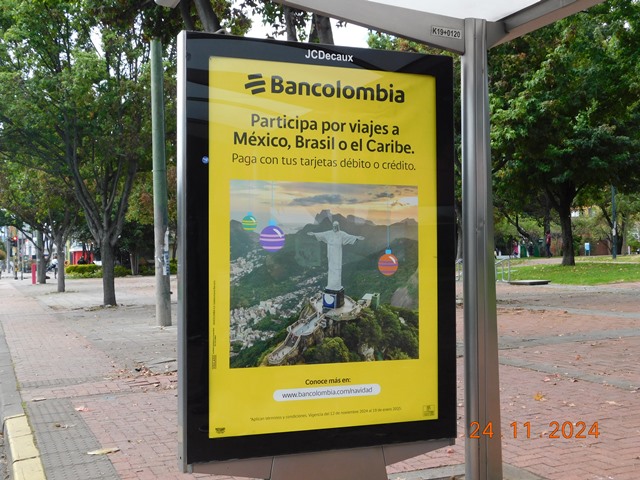 K19+0120
JCDecaux
Bancolombia
Participa por viajes a
México, Brasil o el Caribe.
Paga con tus tarjetas débito o crédito.
Conoce más en:
www.bancolombia.com/navidad
24 11 2024